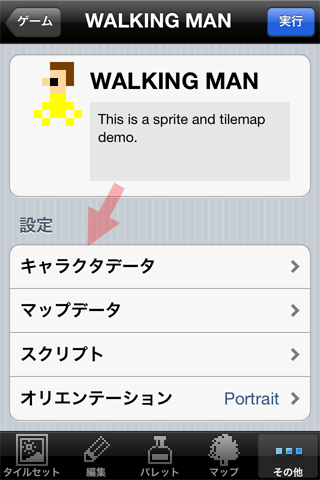 ゲーム
WALKING MAN
実行
WALKING MAN
This is a sprite and tilemap
demo.
設定
キャラクタデータ
マップデータ
スクリプト
オリエンテーション
Portrait
タイルセット
編集
パレット
マップ
その他